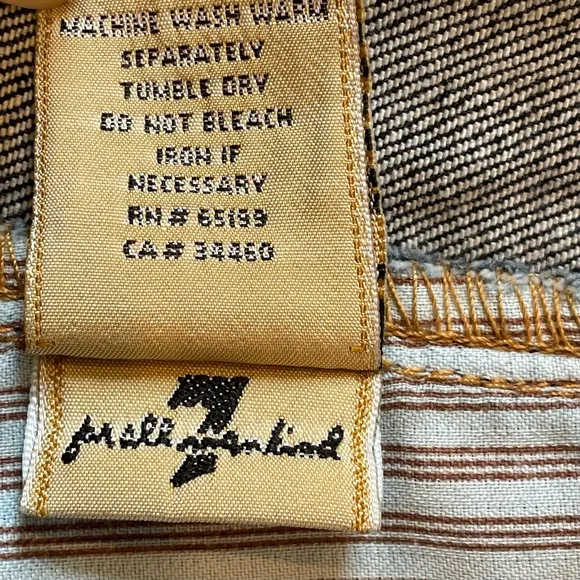 MACHINE WASH WARM
SEPARATELY
TUMBLE DRY
DO NOT BLEACH
IRON IF
NECESSARY
RN# 65199
CA# 34460
7
for all mankind